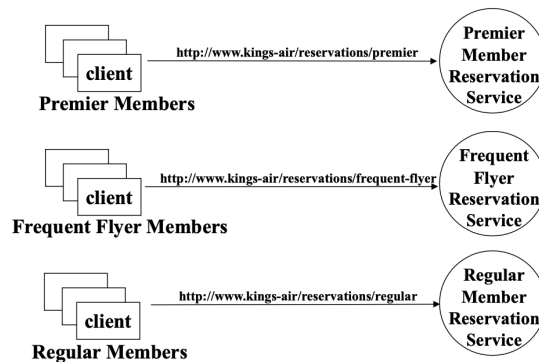 client
Premier Members
http://www.kings-air/reservations/premier
Premier
Member
Reservation
Service
client
Frequent Flyer Members
http://www.kings-air/reservations/frequent-flyer
Frequent
Flyer
Reservation
Service
client
Regular Members
http://www.kings-air/reservations/regular
Regular
Member
Reservation
Service